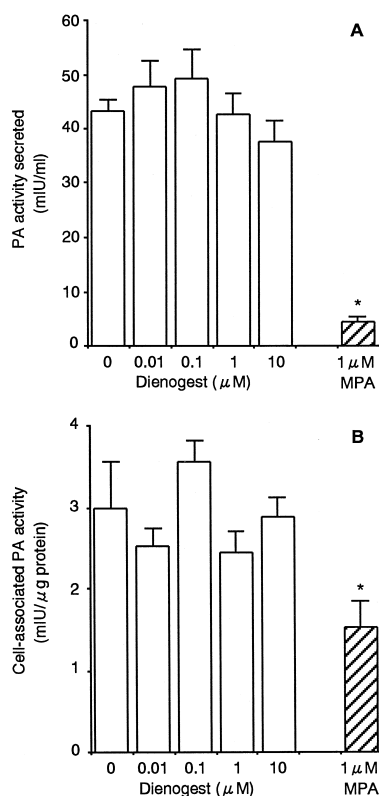 A
60
50
40
30
20
10
0
PA activity secreted
(mIU/ml)
*
0 0.01 0.1 1 10 1 μM
Dienogest (μM) MPA
B
4
3
2
1
0
Cell-associated PA activity
(mIU/μg protein)
*
0 0.01 0.1 1 10 1 μM
Dienogest (μM) MPA